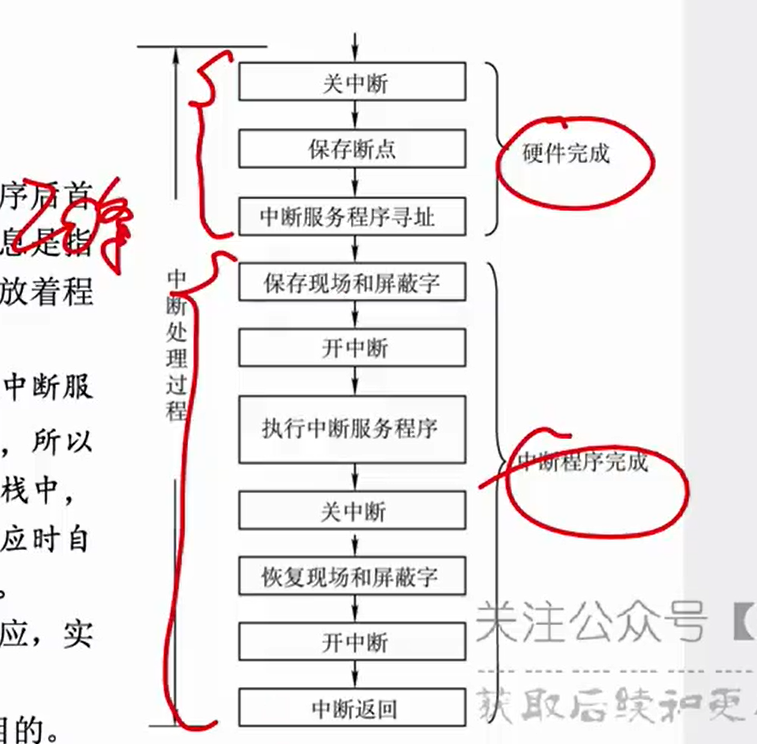 关中断
保存断点
硬件完成
中断服务程序寻址
序后首
息是指
放着程
中断服
，所以
栈中，
应时自
。
应，实
目的。
中断处理过程
保存现场和屏蔽字
开中断
执行中断服务程序
中断程序完成
关中断
恢复现场和屏蔽字
开中断
中断返回
关注公众号【
获取后续和更